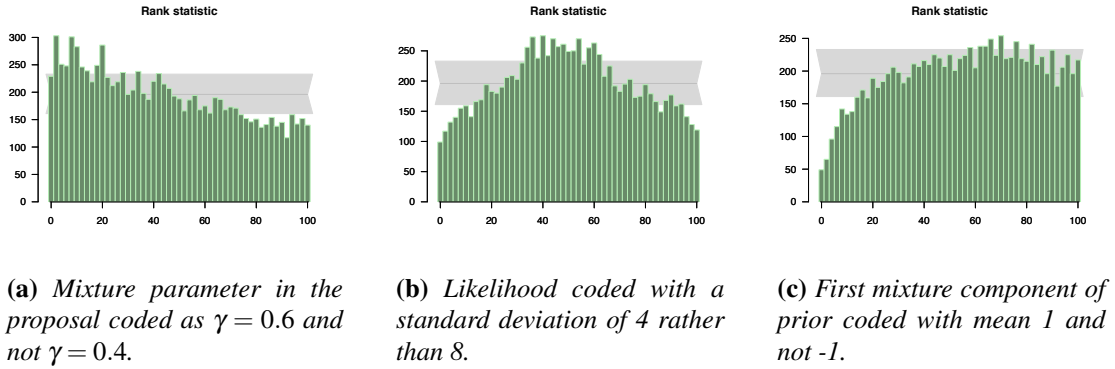 Rank statistic
300
250
200
150
100
50
0
0 20 40 60 80 100
(a) Mixture parameter in the
proposal coded as γ = 0.6 and
not γ = 0.4.
Rank statistic
250
200
150
100
50
0
0 20 40 60 80 100
(b) Likelihood coded with a
standard deviation of 4 rather
than 8.
Rank statistic
250
200
150
100
50
0
0 20 40 60 80 100
(c) First mixture component of
prior coded with mean 1 and
not -1.